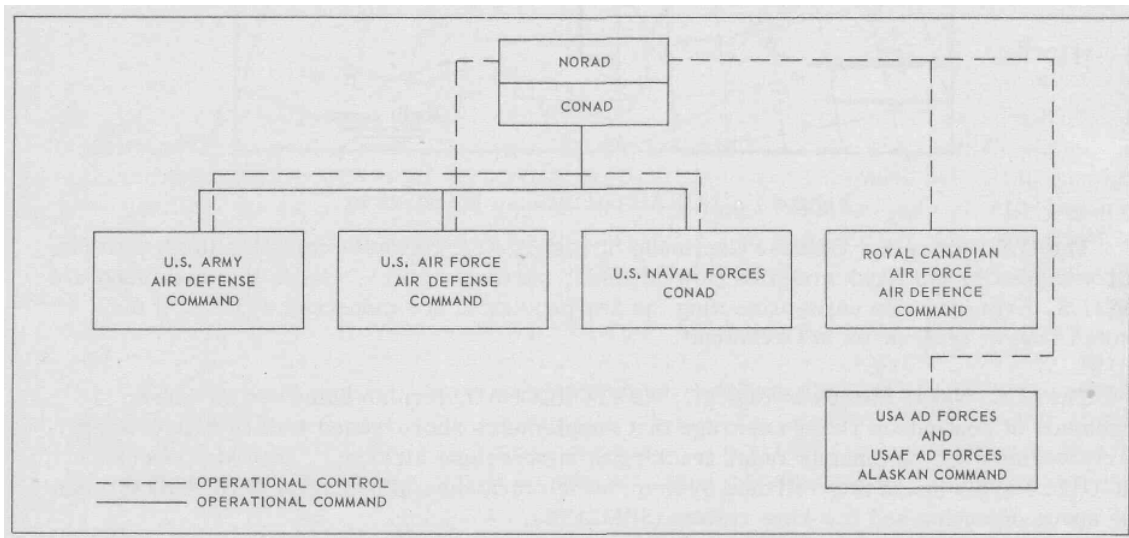 NORAD
CONAD
U.S. ARMY
AIR DEFENSE
COMMAND
U.S. AIR FORCE
AIR DEFENSE
COMMAND
U.S. NAVAL FORCES
CONAD
ROYAL CANADIAN
AIR FORCE
AIR DEFENCE
COMMAND
USA AD FORCES
AND
USAF AD FORCES
ALASKAN COMMAND
OPERATIONAL CONTROL
OPERATIONAL COMMAND